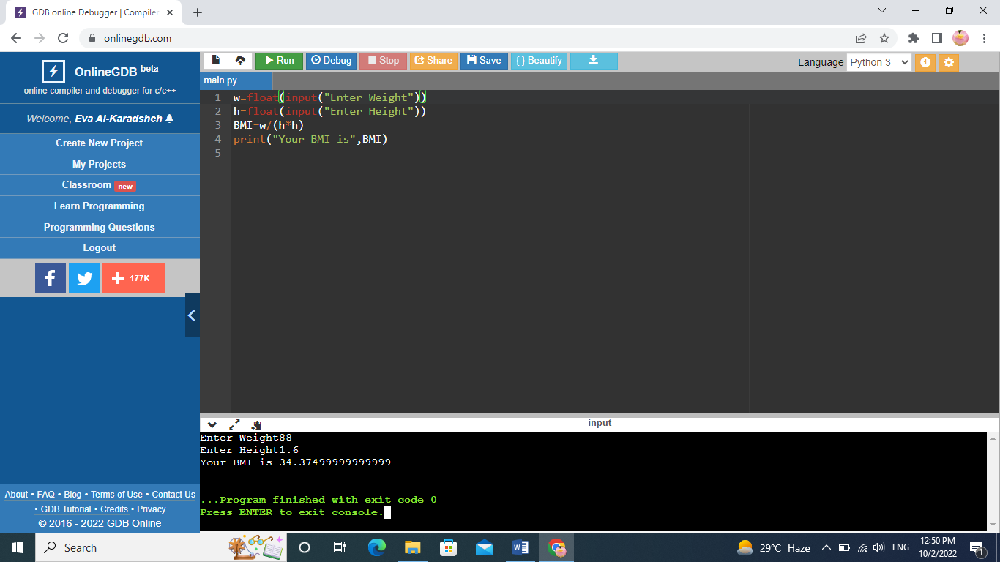 GDB online Debugger | Compiler
onlinegdb.com
OnlineGDB beta
online compiler and debugger for c/c++
Welcome, Eva Al-Karadsheh
Create New Project
My Projects
Classroom new
Learn Programming
Programming Questions
Logout
177K
About • FAQ • Blog • Terms of Use • Contact Us
• GDB Tutorial • Credits • Privacy
© 2016 - 2022 GDB Online
Run Debug Stop Share Save { } Beautify
Language Python 3
main.py
1 w=float(input("Enter Weight"))
2 h=float(input("Enter Height"))
3 BMI=w/(h*h)
4 print("Your BMI is",BMI)
5
input
Enter Weight88
Enter Height1.6
Your BMI is 34.37499999999999
...Program finished with exit code 0
Press ENTER to exit console.
Search
29°C Haze
ENG
12:50 PM
10/2/2022
1